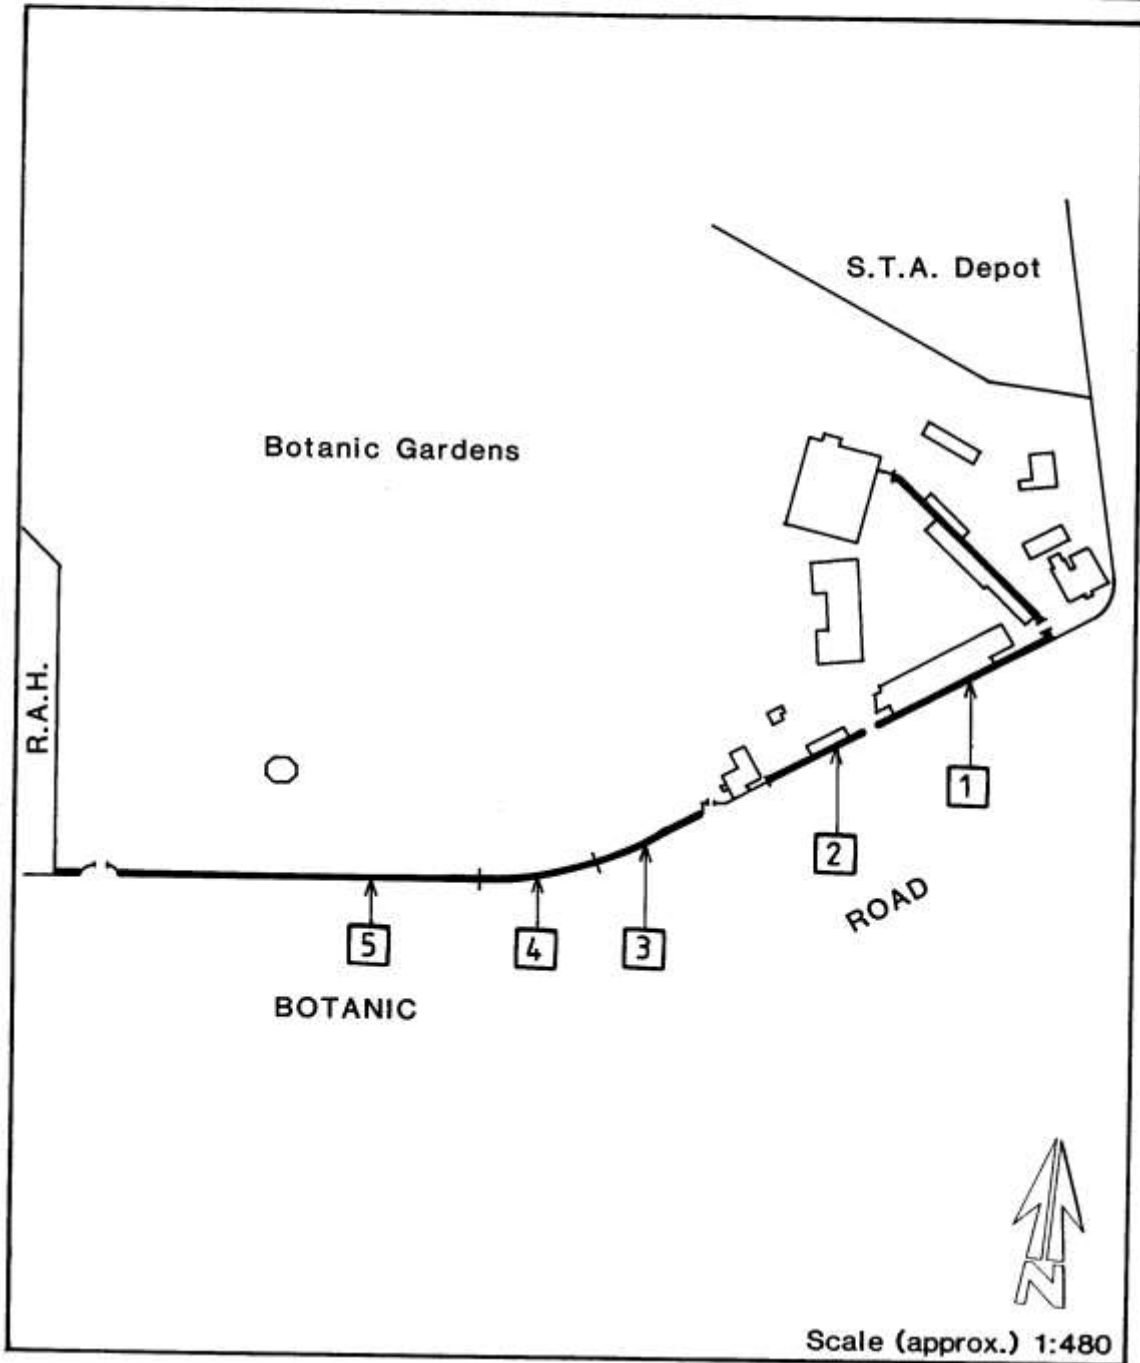 S.T.A. Depot
Botanic Gardens
R.A.H.
1
2
ROAD
5
4
3
BOTANIC
N
Scale (approx.) 1:480